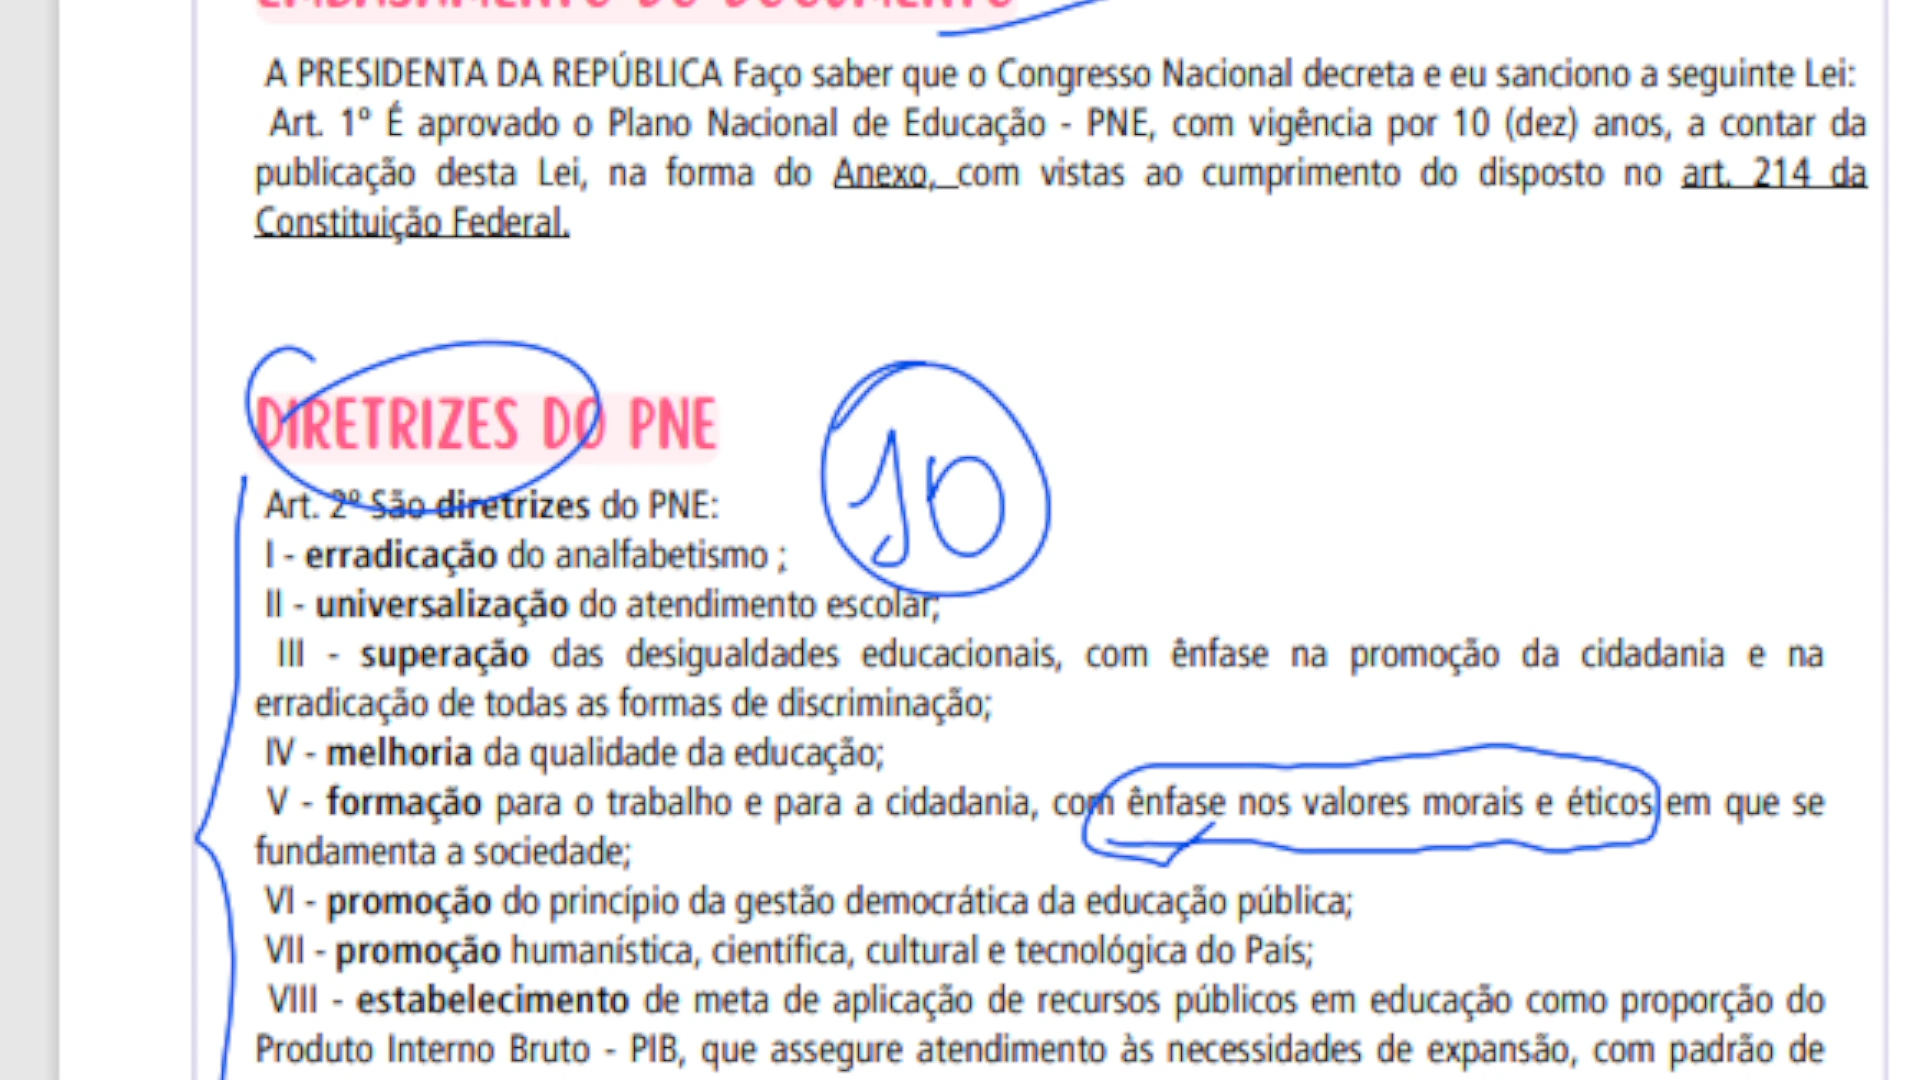 EMBASAMENTO DO DOCUMENTO
A PRESIDENTA DA REPÚBLICA Faço saber que o Congresso Nacional decreta e eu sanciono a seguinte Lei:
Art. 1º É aprovado o Plano Nacional de Educação - PNE, com vigência por 10 (dez) anos, a contar da
publicação desta Lei, na forma do Anexo, com vistas ao cumprimento do disposto no art. 214 da
Constituição Federal.
DIRETRIZES DO PNE
10
Art. 2º São diretrizes do PNE:
I - erradicação do analfabetismo ;
II - universalização do atendimento escolar;
III - superação das desigualdades educacionais, com ênfase na promoção da cidadania e na
erradicação de todas as formas de discriminação;
IV - melhoria da qualidade da educação;
V - formação para o trabalho e para a cidadania, com ênfase nos valores morais e éticos em que se
fundamenta a sociedade;
VI - promoção do princípio da gestão democrática da educação pública;
VII - promoção humanística, científica, cultural e tecnológica do País;
VIII - estabelecimento de meta de aplicação de recursos públicos em educação como proporção do
Produto Interno Bruto - PIB, que assegure atendimento às necessidades de expansão, com padrão de